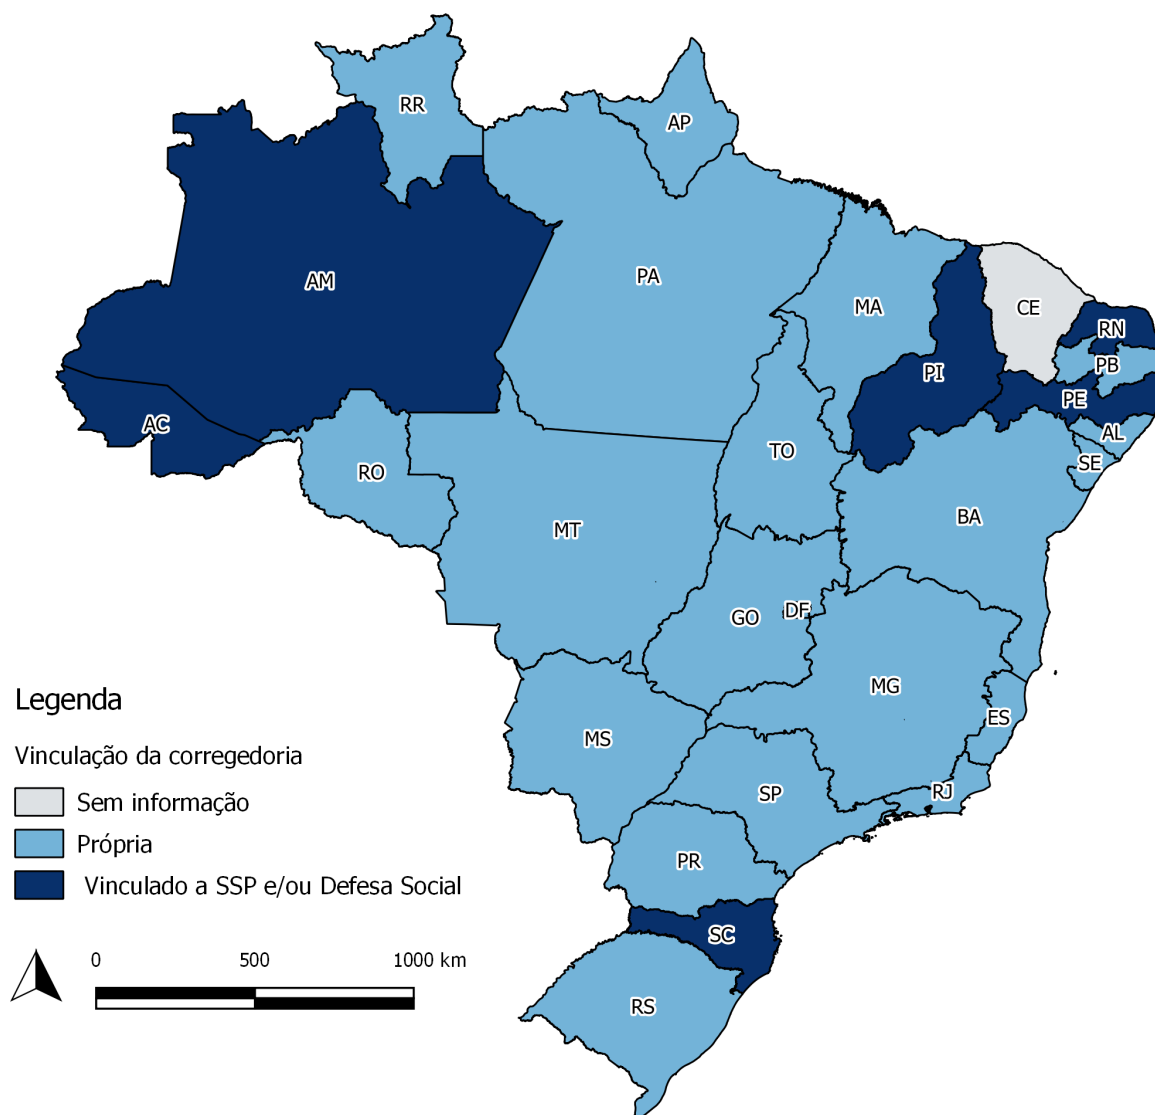 RR
AP
AM
PA
MA
CE
RN
PB
PI
PE
AC
AL
TO
SE
RO
BA
MT
DF
GO
MG
ES
MS
SP
RJ
PR
SC
RS
Legenda
Vinculação da corregedoria
Sem informação
Própria
Vinculado a SSP e/ou Defesa Social
0 500 1000 km